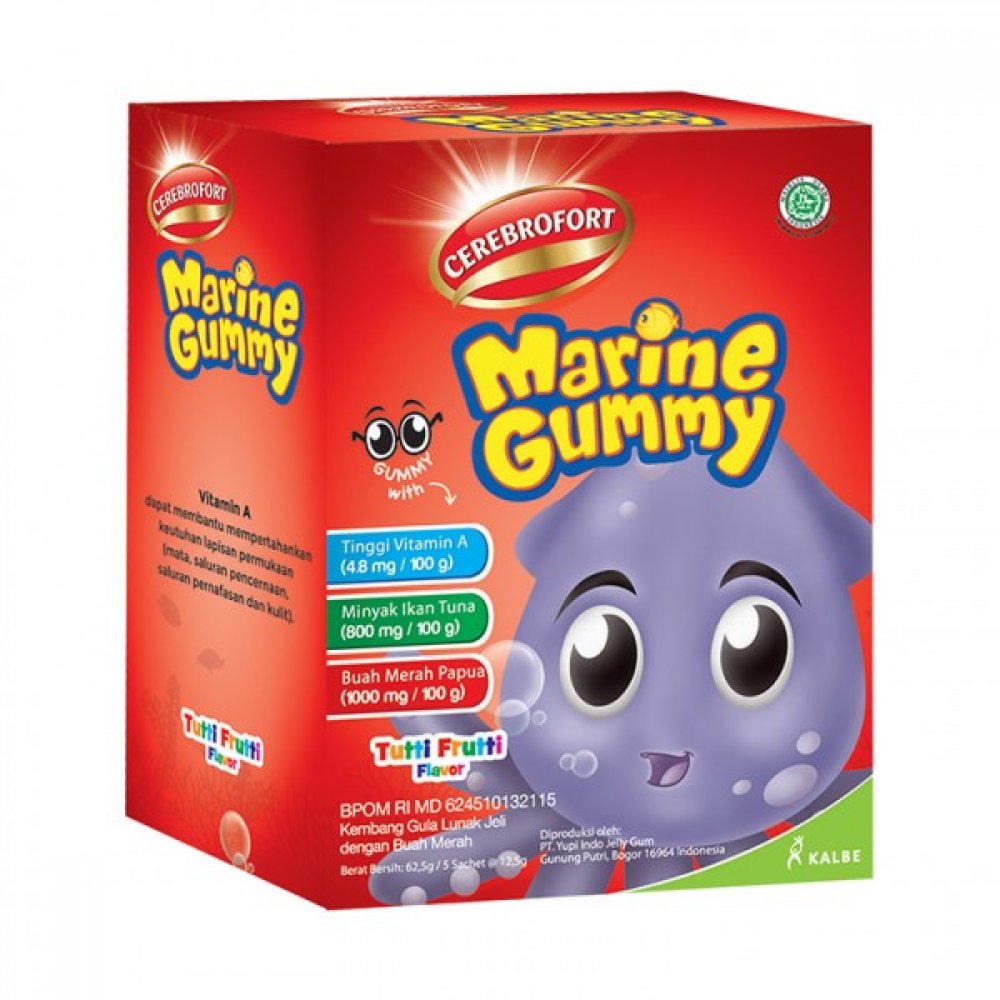 Marine
Gummy
CEREBROFORT
Marine
Gummy
Vitamin A
dapat membantu mempertahankan
keutuhan lapisan permukaan
(mata, saluran pencernaan,
saluran pernafasan dan kulit).
Tutti Frutti
Flavor
CEREBROFORT
Marine
Gummy
GUMMY
with
Tinggi Vitamin A
(4.8 mg / 100 g)
Minyak Ikan Tuna
(800 mg / 100 g)
Buah Merah Papua
(1000 mg / 100 g)
Tutti Frutti
Flavor
BPOM RI MD 624510132115
Kembang Gula Lunak Jeli
dengan Buah Merah
Berat Bersih: 62,5g / 5 Sachet @ 12,5g
Diproduksi oleh:
PT. Yupi Indo Jelly Gum
Gunung Putri, Bogor 16964 Indonesia
KALBE